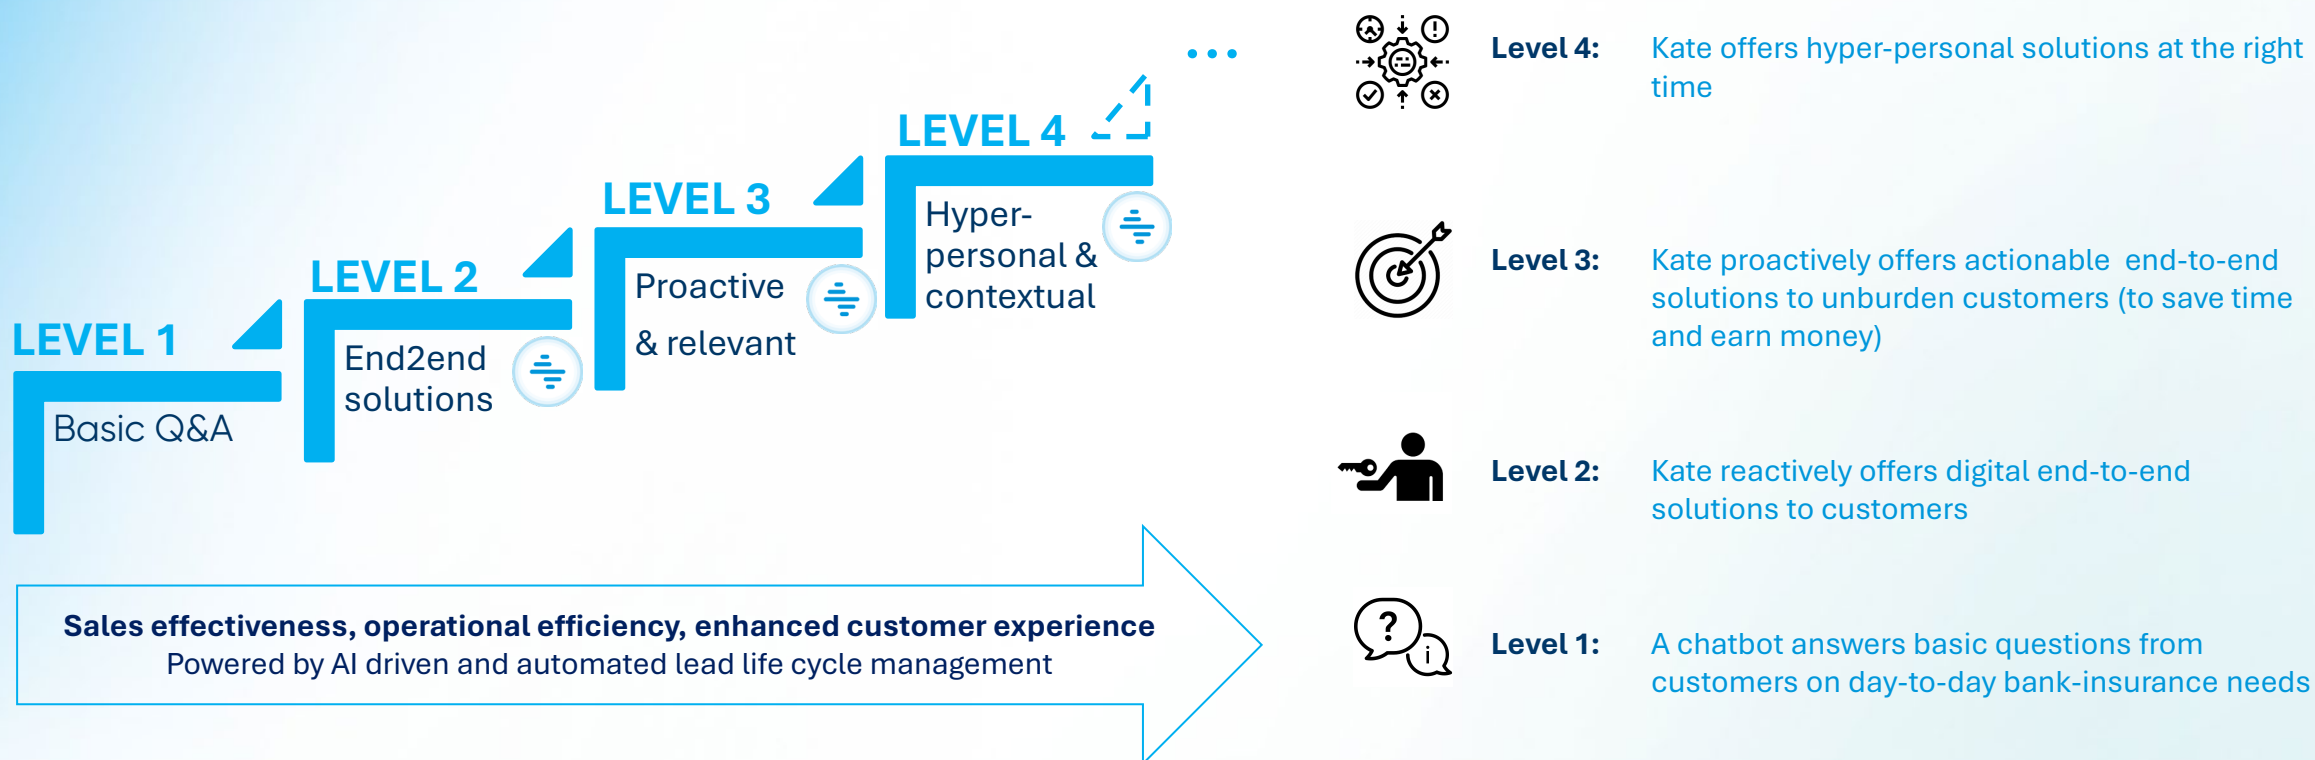 ...
LEVEL 4
Hyper-
personal &
contextual
LEVEL 3
Proactive
& relevant
LEVEL 2
End2end
solutions
LEVEL 1
Basic Q&A
Sales effectiveness, operational efficiency, enhanced customer experience
Powered by AI driven and automated lead life cycle management
Level 4: Kate offers hyper-personal solutions at the right
time
Level 3: Kate proactively offers actionable  end-to-end
solutions to unburden customers (to save time
and earn money)
Level 2: Kate reactively offers digital end-to-end
solutions to customers
?
i
Level 1: A chatbot answers basic questions from
customers on day-to-day bank-insurance needs